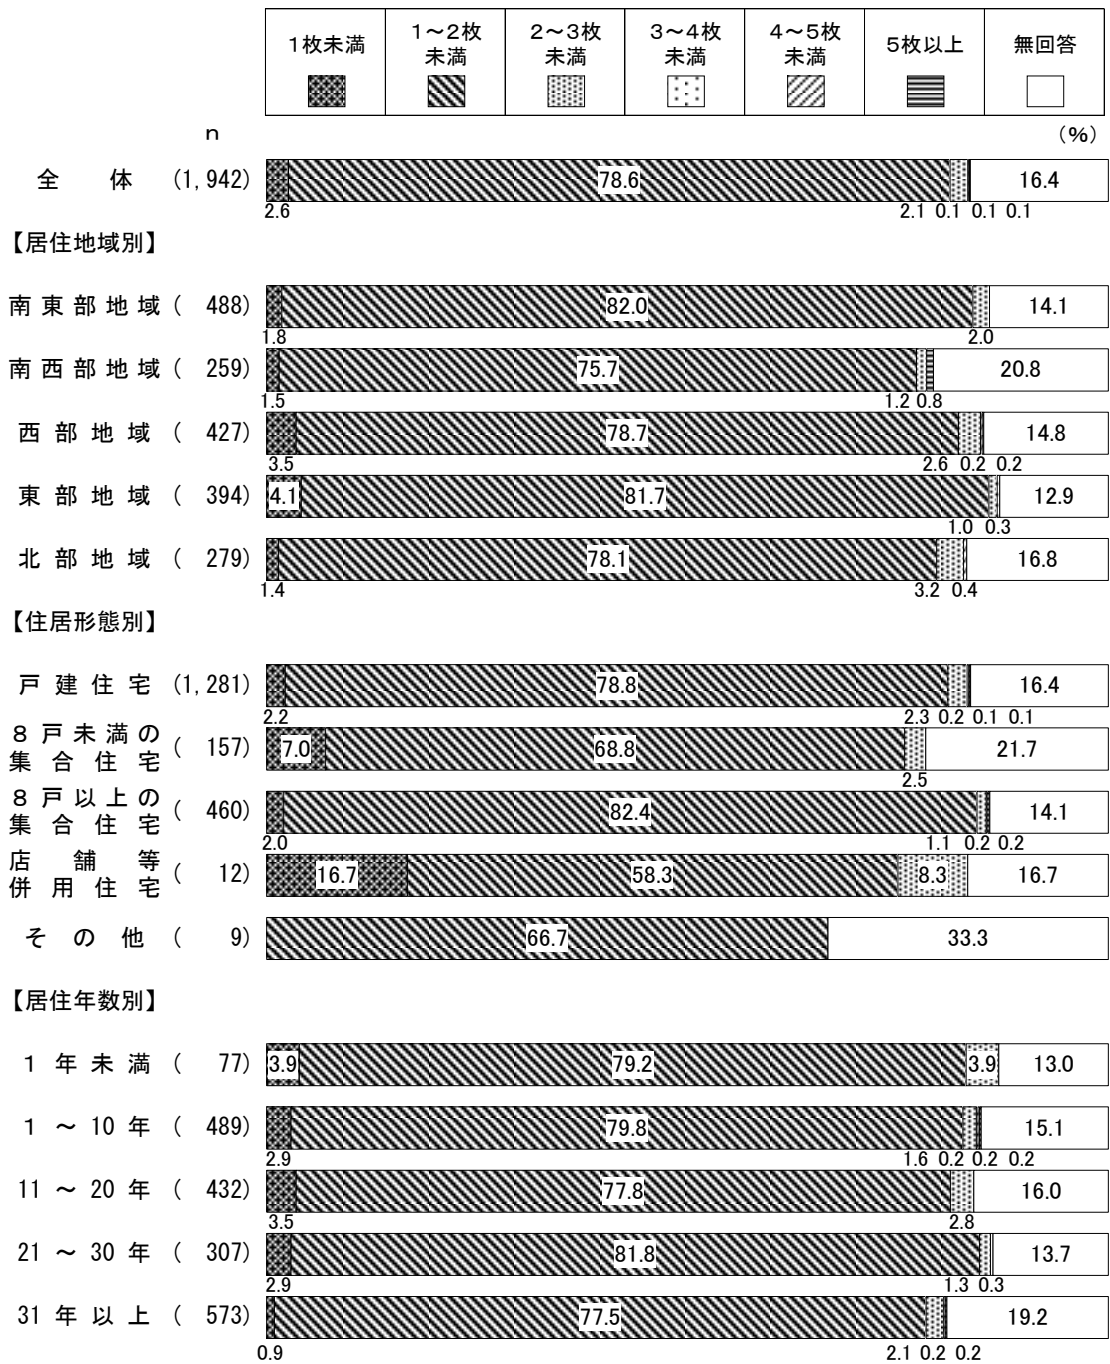 1枚未満 1～2枚未満 2～3枚未満 3～4枚未満 4～5枚未満 5枚以上 無回答
n (%)
全体 (1,942) 78.6 16.4
2.6 2.1 0.1 0.1 0.1
【居住地域別】
南東部地域 ( 488) 82.0 14.1
1.8 2.0
南西部地域 ( 259) 75.7 20.8
1.5 1.2 0.8
西部地域 ( 427) 78.7 14.8
3.5 2.6 0.2 0.2
東部地域 ( 394) 4.1 81.7 12.9
1.0 0.3
北部地域 ( 279) 78.1 16.8
1.4 3.2 0.4
【住居形態別】
戸建住宅 (1,281) 78.8 16.4
2.2 2.3 0.2 0.1 0.1
8戸未満の
集合住宅 ( 157) 7.0 68.8 21.7
2.5
8戸以上の
集合住宅 ( 460) 82.4 14.1
2.0 1.1 0.2 0.2
店舗等
併用住宅 ( 12) 16.7 58.3 8.3 16.7
その他 ( 9) 66.7 33.3
【居住年数別】
1年未満 ( 77) 3.9 79.2 3.9 13.0
1～10年 ( 489) 79.8 15.1
2.9 1.6 0.2 0.2 0.2
11～20年 ( 432) 77.8 16.0
3.5 2.8
21～30年 ( 307) 81.8 13.7
2.9 1.3 0.3
31年以上 ( 573) 77.5 19.2
0.9 2.1 0.2 0.2